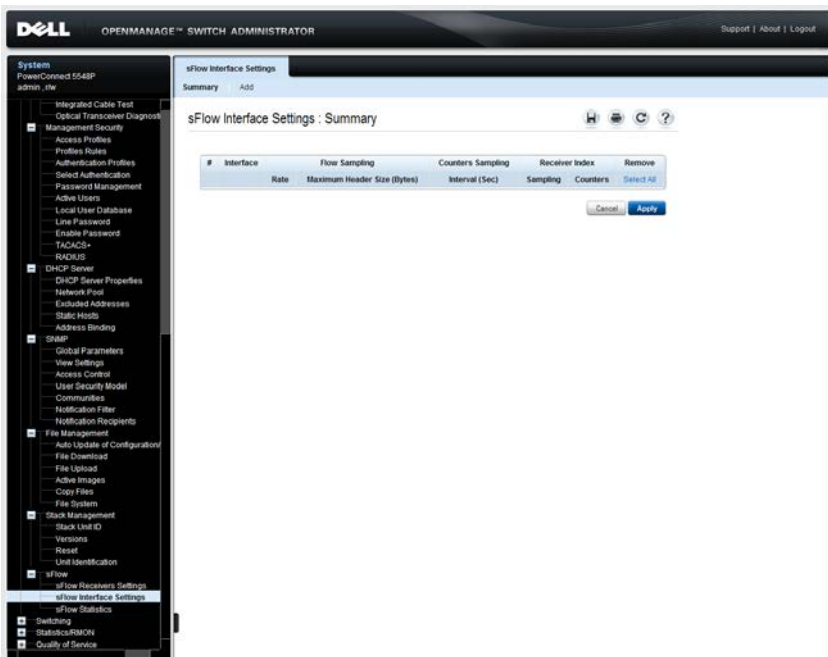 DELL OPENMANAGE™ SWITCH ADMINISTRATOR
Support | About | Logout
System
PowerConnect 5548P
admin , r/w
Integrated Cable Test
Optical Transceiver Diagnosti
Management Security
Access Profiles
Profiles Rules
Authentication Profiles
Select Authentication
Password Management
Active Users
Local User Database
Line Password
Enable Password
TACACS+
RADIUS
DHCP Server
DHCP Server Properties
Network Pool
Excluded Addresses
Static Hosts
Address Binding
SNMP
Global Parameters
View Settings
Access Control
User Security Model
Communities
Notification Filter
Notification Recipients
File Management
Auto Update of Configuration/
File Download
File Upload
Active Images
Copy Files
File System
Stack Management
Stack Unit ID
Versions
Reset
Unit Identification
sFlow
sFlow Receivers Settings
sFlow Interface Settings
sFlow Statistics
Switching
Statistics/RMON
Quality of Service
sFlow Interface Settings
Summary Add
sFlow Interface Settings : Summary
# Interface Flow Sampling Counters Sampling Receiver Index Remove
Rate Maximum Header Size (Bytes) Interval (Sec) Sampling Counters Select All
Cancel Apply